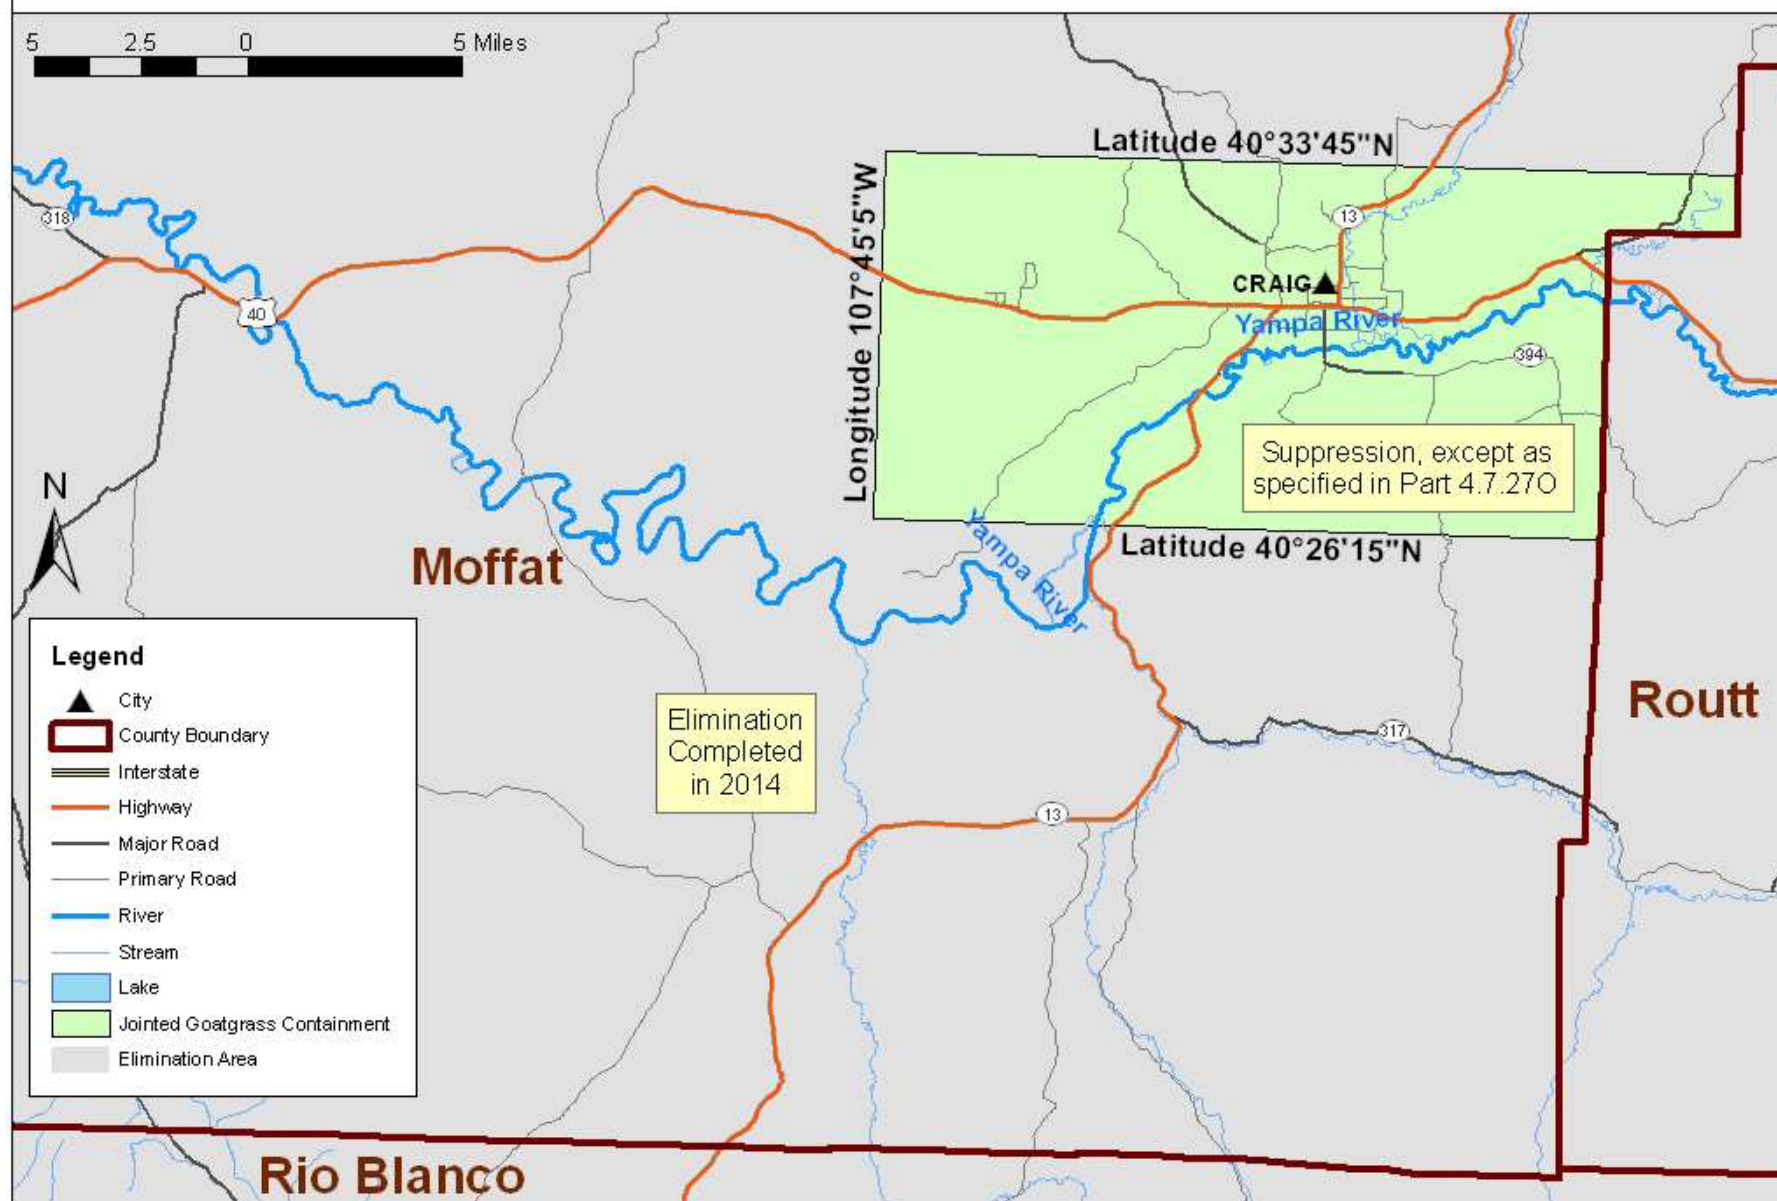 5 2.5 0 5 Miles
Latitude 40°33'45"N
Longitude 107°45'5"W
318
13
CRAIG
40
Yampa River
394
Suppression, except as
specified in Part 4.7.27O
N
Yampa River
Latitude 40°26'15"N
Moffat
Legend
City
County Boundary
Interstate
Highway
Major Road
Primary Road
River
Stream
Lake
Jointed Goatgrass Containment
Elimination Area
Elimination
Completed
in 2014
Routt
317
13
Rio Blanco